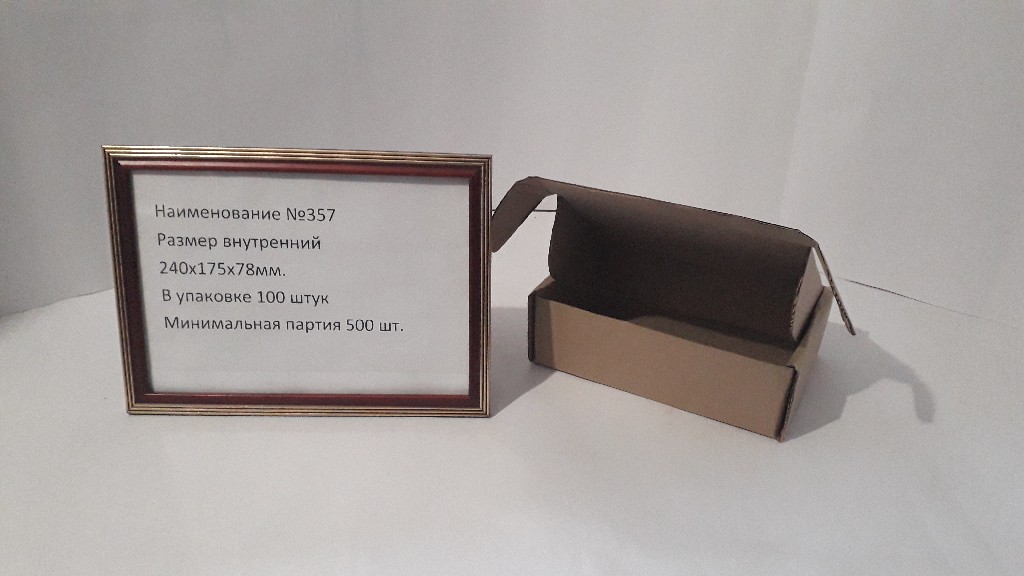 Наименование №357
Размер внутренний
240х175х78мм.
В упаковке 100 штук
Минимальная партия 500 шт.